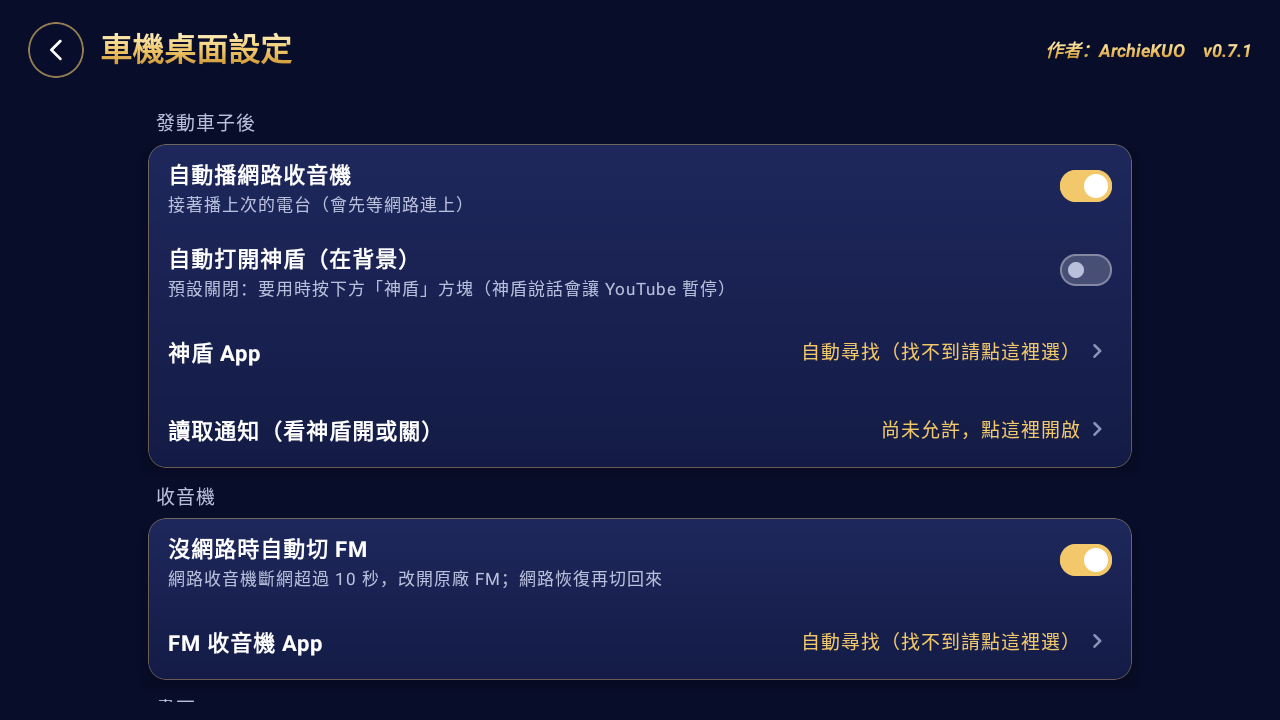 車機桌面設定
作者：ArchieKUO v0.7.1
發動車子後
自動播網路收音機
接著播上次的電台（會先等網路連上）
自動打開神盾（在背景）
預設關閉：要用時按下方「神盾」方塊（神盾說話會讓 YouTube 暫停）
神盾 App
自動尋找（找不到請點這裡選）
讀取通知（看神盾開或關）
尚未允許，點這裡開啟
收音機
沒網路時自動切 FM
網路收音機斷網超過 10 秒，改開原廠 FM；網路恢復再切回來
FM 收音機 App
自動尋找（找不到請點這裡選）